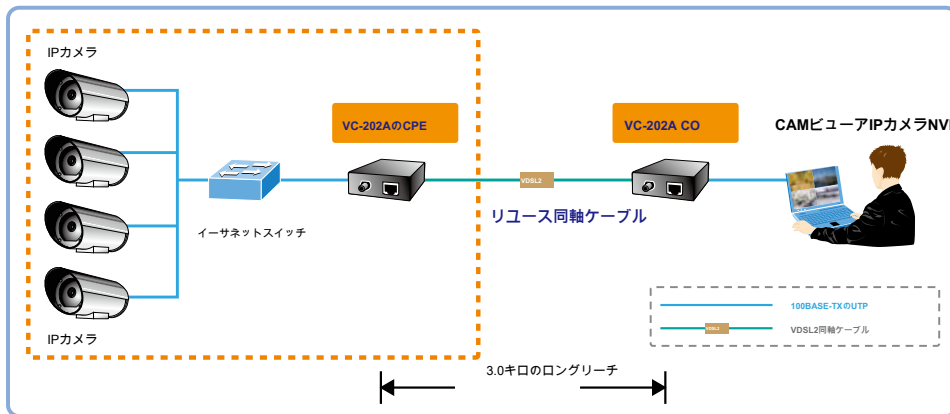 IPカメラ
VC-202AのCPE
VC-202A CO
CAMビューアIPカメラNVI
VDSL2
リユース同軸ケーブル
イーサネットスイッチ
IPカメラ
100BASE-TXのUTP
VDSL2
VDSL2同軸ケーブル
3.0キロのロングリーチ